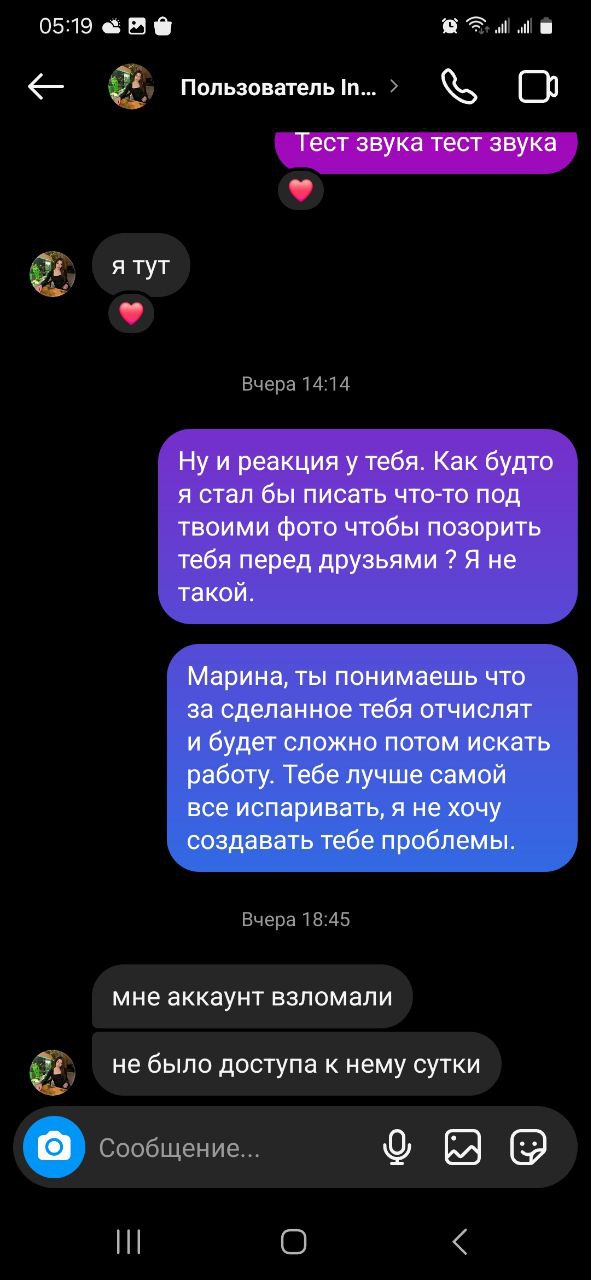 05:19
Пользователь In...
Тест звука тест звука
я тут
Вчера 14:14
Ну и реакция у тебя. Как будто
я стал бы писать что-то под
твоими фото чтобы позорить
тебя перед друзьями ? Я не
такой.
Марина, ты понимаешь что
за сделанное тебя отчислят
и будет сложно потом искать
работу. Тебе лучше самой
все испаривать, я не хочу
создавать тебе проблемы.
Вчера 18:45
мне аккаунт взломали
не было доступа к нему сутки
Сообщение...